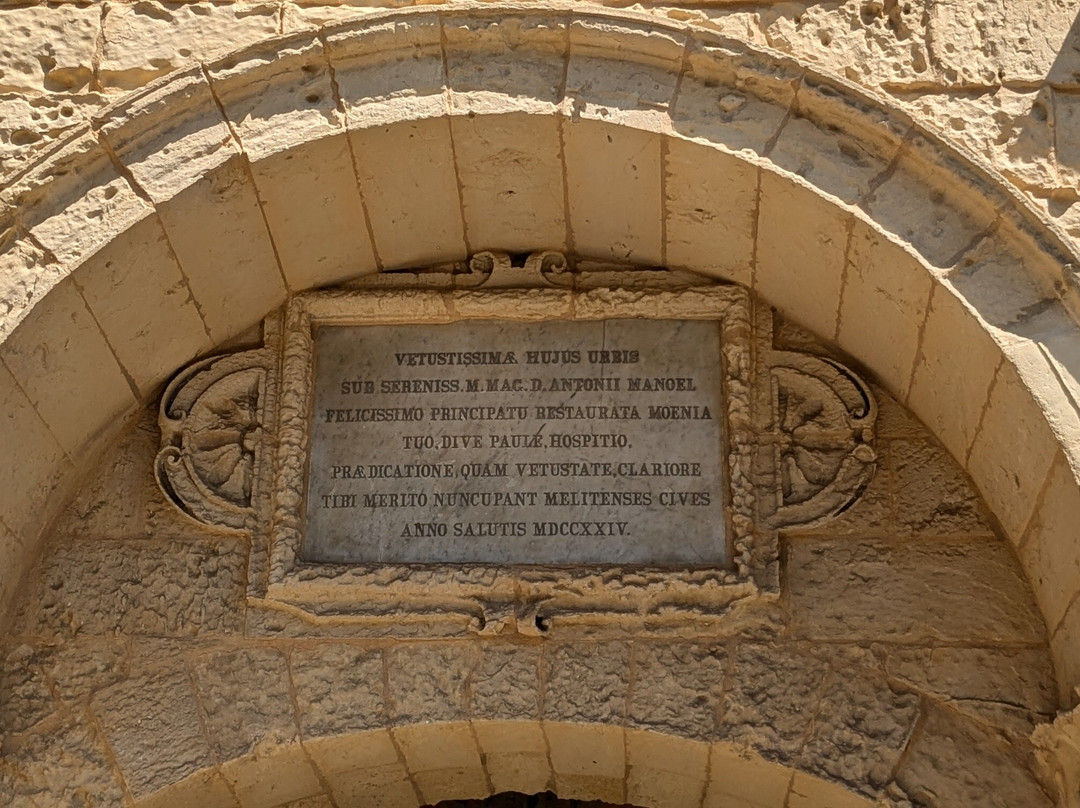 VETUSTISSIMÆ HUJUS URBIS
SUB SERENISS. M. MAG. D. ANTONII MANOEL
FELICISSIMO PRINCIPATU RESTAURATA MOENIA
TUO, DIVE PAULE, HOSPITIO,
PRÆDICATIONE, QUAM VETUSTATE, CLARIORE
TIBI MERITÓ NUNCUPANT MELITENSES CIVES
ANNO SALUTIS MDCCXXIV.